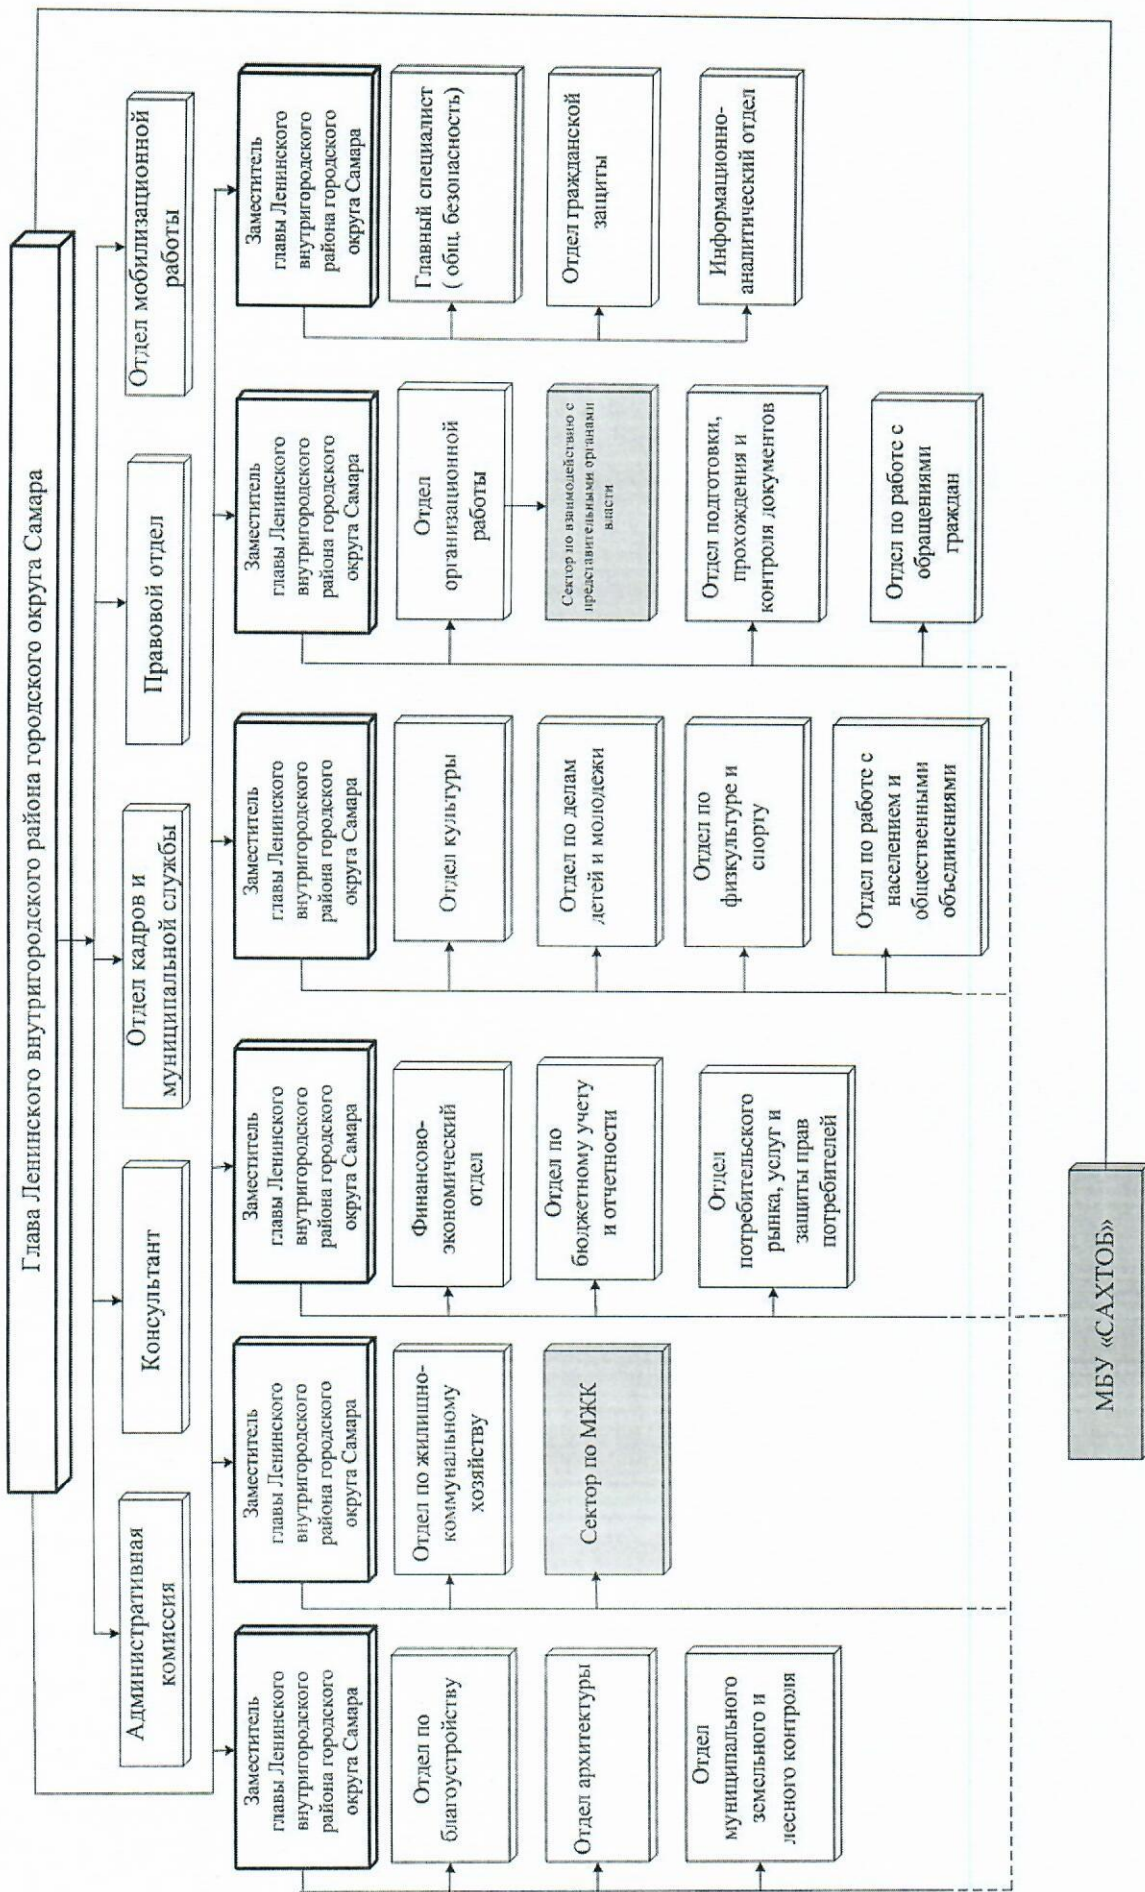 Глава Ленинского внутригородского района городского округа Самара
Административная
комиссия
Консультант
Отдел кадров и
муниципальной службы
Правовой отдел
Отдел мобилизационной
работы
Заместитель
главы Ленинского
внутригородского
района городского
округа Самара
Отдел по
благоустройству
Отдел архитектуры
Отдел
муниципального
земельного и
лесного контроля
Заместитель
главы Ленинского
внутригородского
района городского
округа Самара
Отдел по жилищно-
коммунальному
хозяйству
Сектор по МЖК
Заместитель
главы Ленинского
внутригородского
района городского
округа Самара
Финансово-
экономический
отдел
Отдел по
бюджетному учету
и отчетности
Отдел
потребительского
рынка, услуг и
защиты прав
потребителей
Заместитель
главы Ленинского
внутригородского
района городского
округа Самара
Отдел культуры
Отдел по делам
детей и молодежи
Отдел по
физкультуре и
спорту
Отдел по работе с
населением и
общественными
объединениями
Заместитель
главы Ленинского
внутригородского
района городского
округа Самара
Отдел
организационной
работы
Сектор по взаимодействию с
представительными органами
власти
Отдел подготовки,
прохождения и
контроля документов
Отдел по работе с
обращениями
граждан
Заместитель
главы Ленинского
внутригородского
района городского
округа Самара
Главный специалист
( общ. безопасность)
Отдел гражданской
защиты
Информационно-
аналитический отдел
МБУ «САХТОБ»